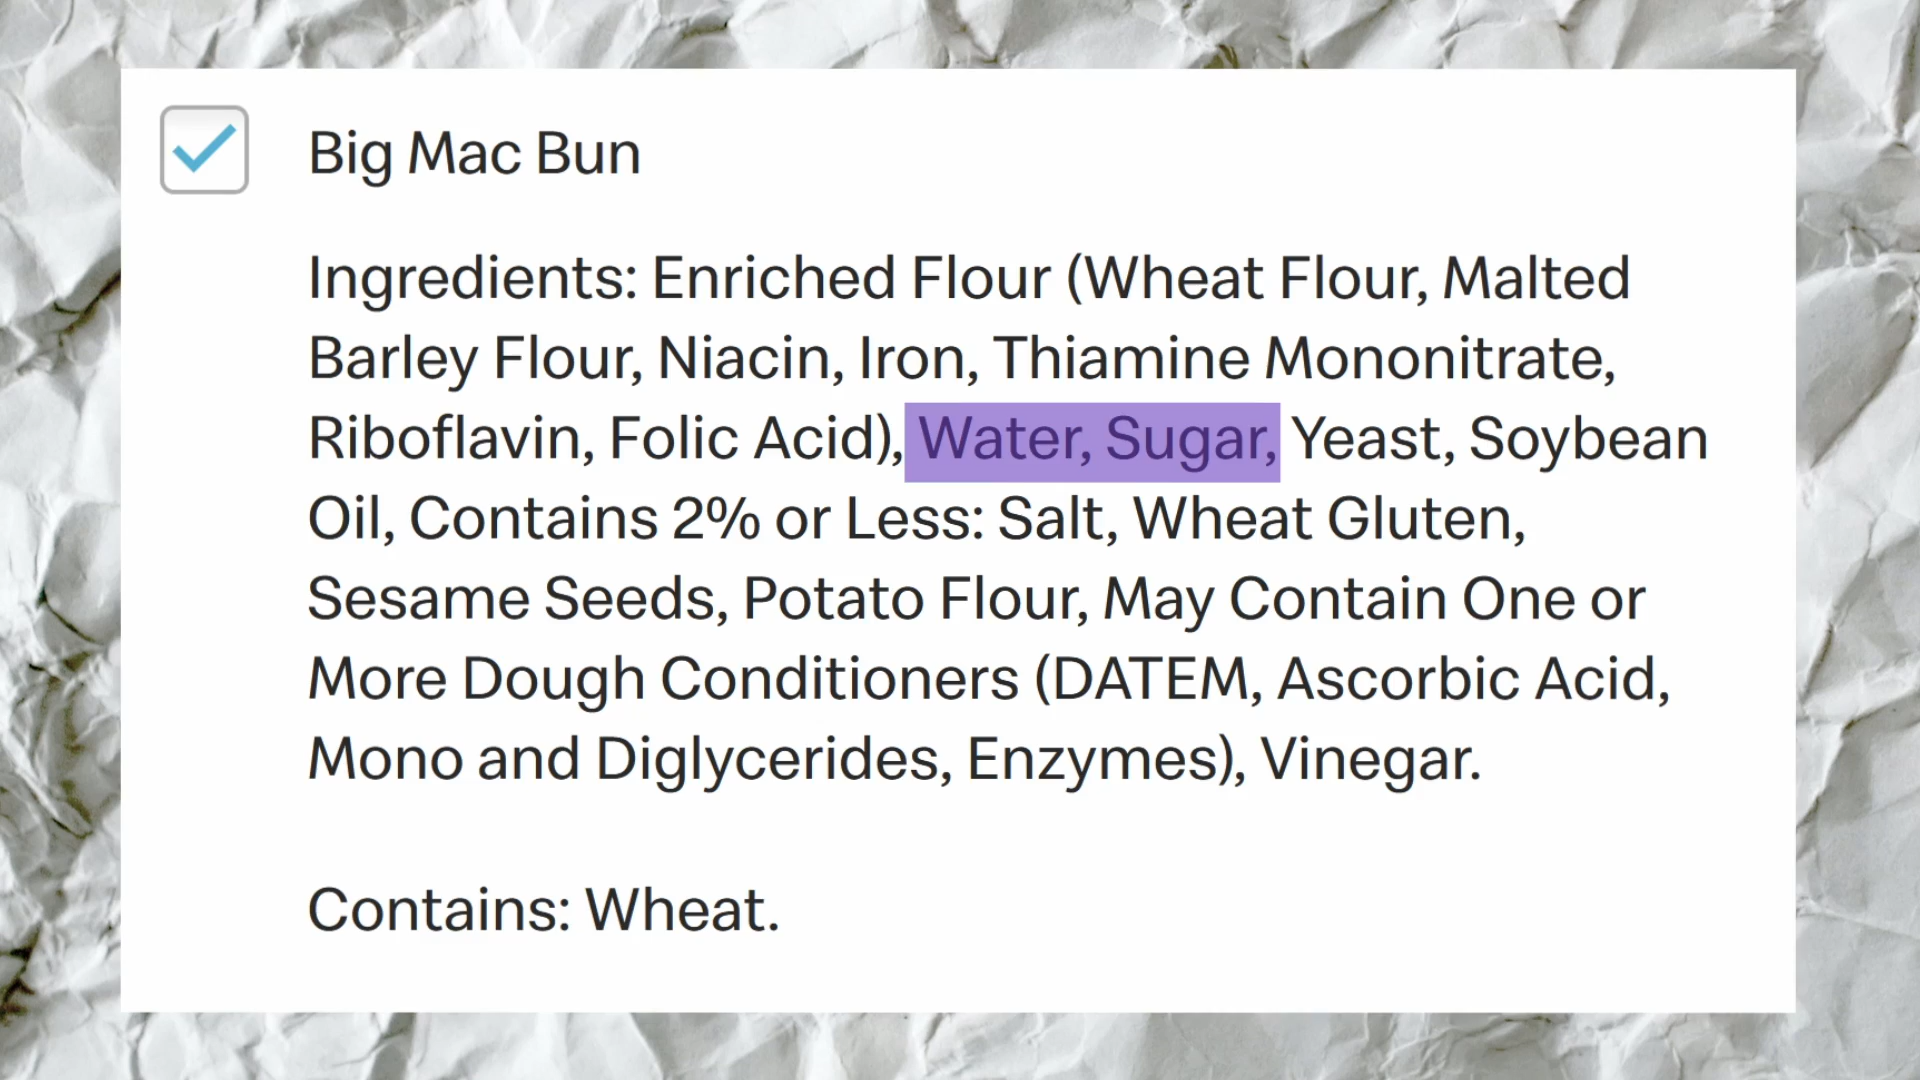 Big Mac Bun
Ingredients: Enriched Flour (Wheat Flour, Malted
Barley Flour, Niacin, Iron, Thiamine Mononitrate,
Riboflavin, Folic Acid), Water, Sugar, Yeast, Soybean
Oil, Contains 2% or Less: Salt, Wheat Gluten,
Sesame Seeds, Potato Flour, May Contain One or
More Dough Conditioners (DATEM, Ascorbic Acid,
Mono and Diglycerides, Enzymes), Vinegar.
Contains: Wheat.